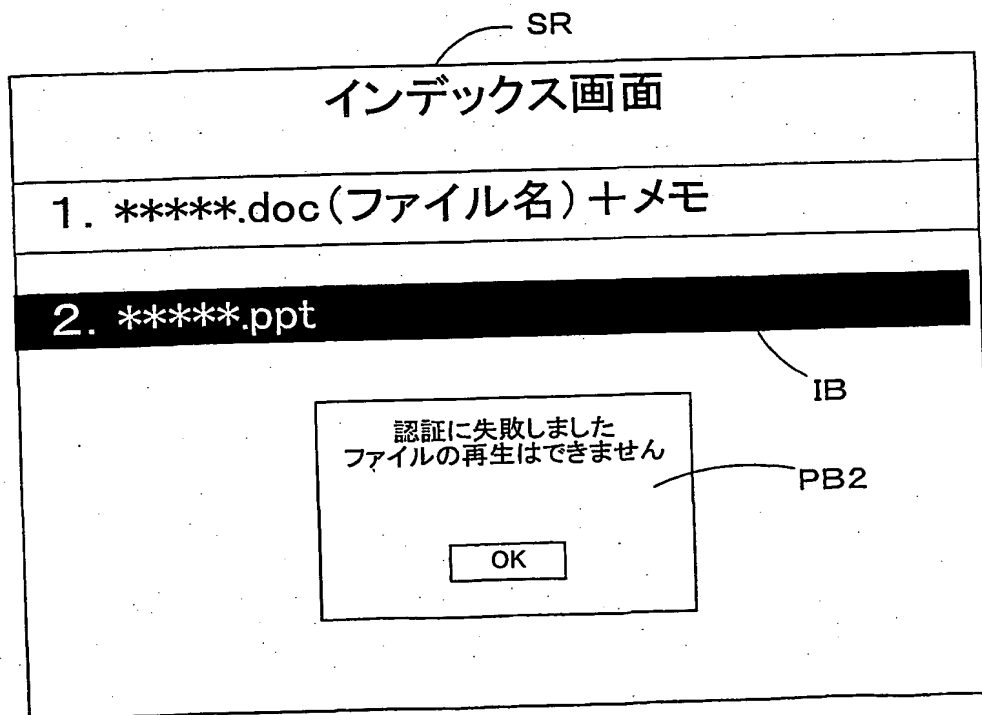 SR
インデックス画面
1. *****.doc(ファイル名)+メモ
2. *****.ppt
IB
認証に失敗しました
ファイルの再生はできません
PB2
OK